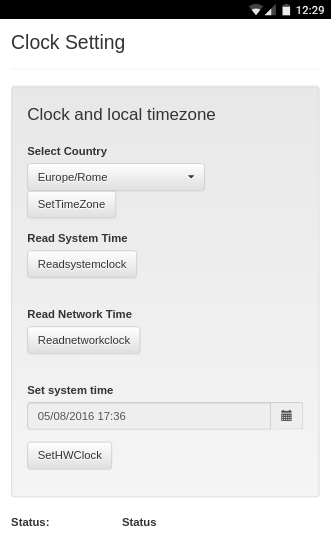 12:29
Clock Setting
Clock and local timezone
Select Country
Europe/Rome
SetTimeZone
Read System Time
Readsystemclock
Read Network Time
Readnetworkclock
Set system time
05/08/2016 17:36
SetHWClock
Status: Status